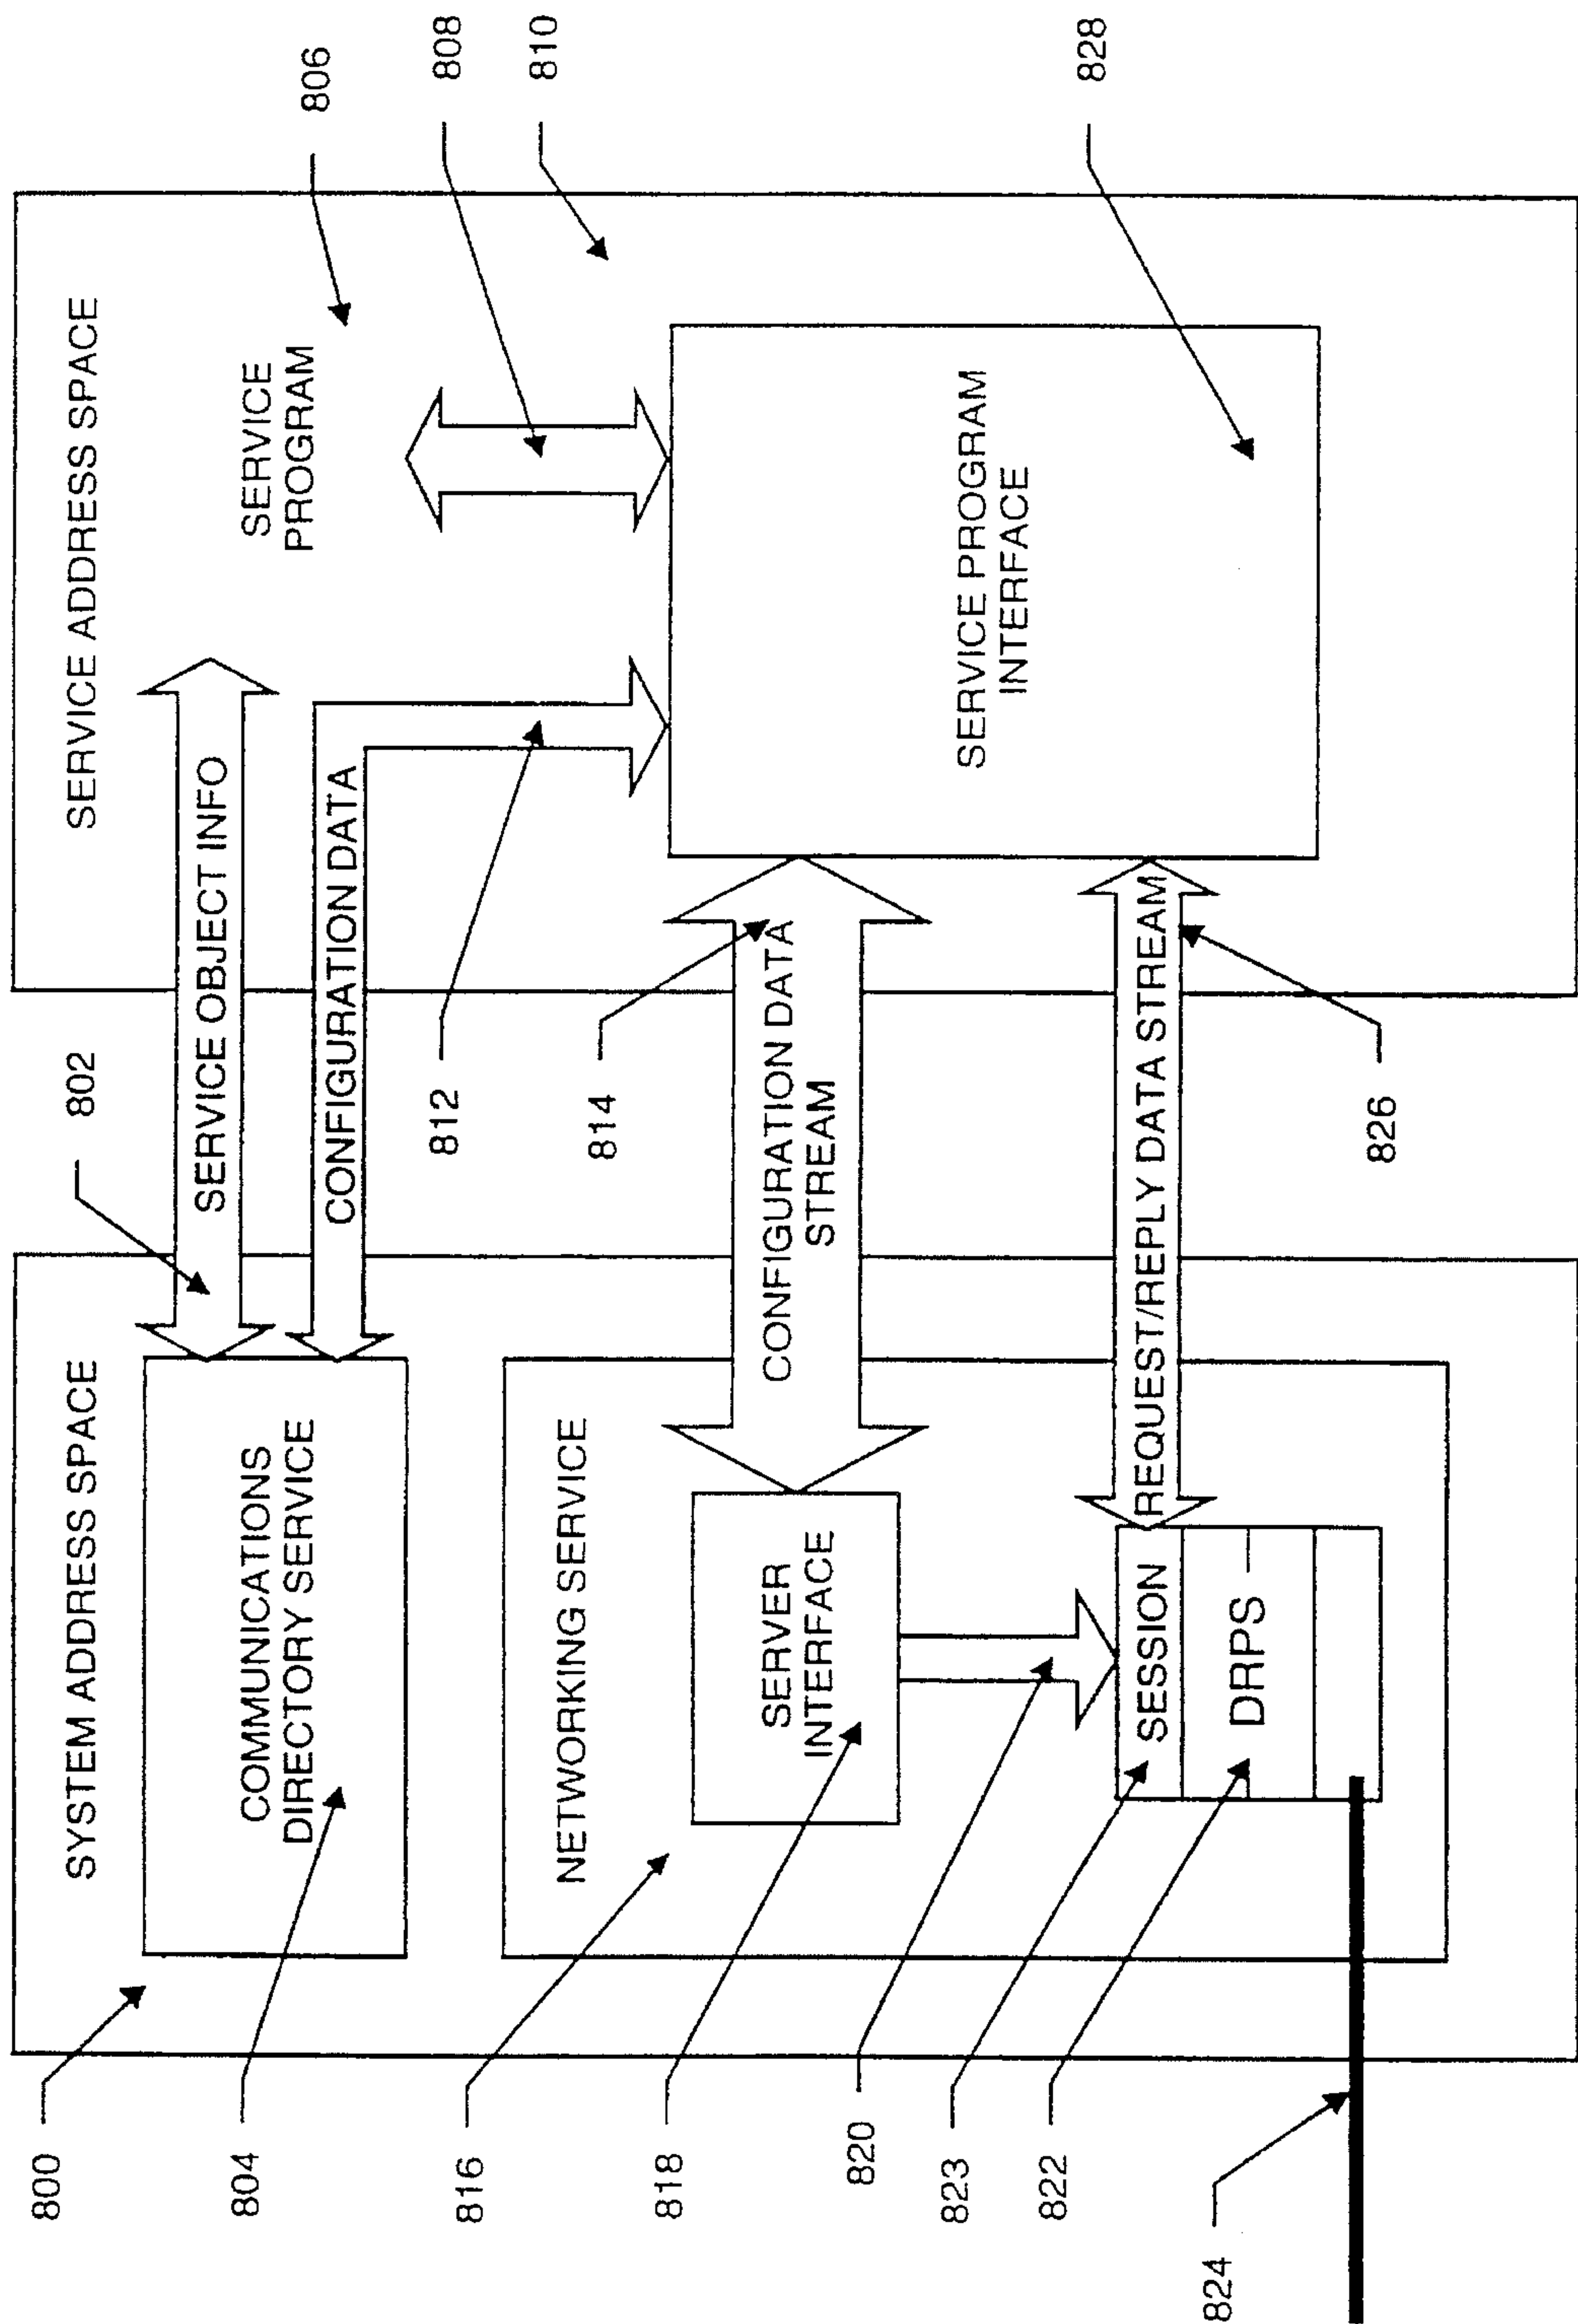 800
SYSTEM ADDRESS SPACE
804
COMMUNICATIONS
DIRECTORY SERVICE
802
SERVICE OBJECT INFO
CONFIGURATION DATA
812
SERVICE ADDRESS SPACE
SERVICE
PROGRAM
806
808
810
816
NETWORKING SERVICE
818
SERVER
INTERFACE
814
CONFIGURATION DATA
STREAM
SERVICE PROGRAM
INTERFACE
828
820
823
SESSION
REQUEST/REPLY DATA STREAM
822
DRPS
826
824